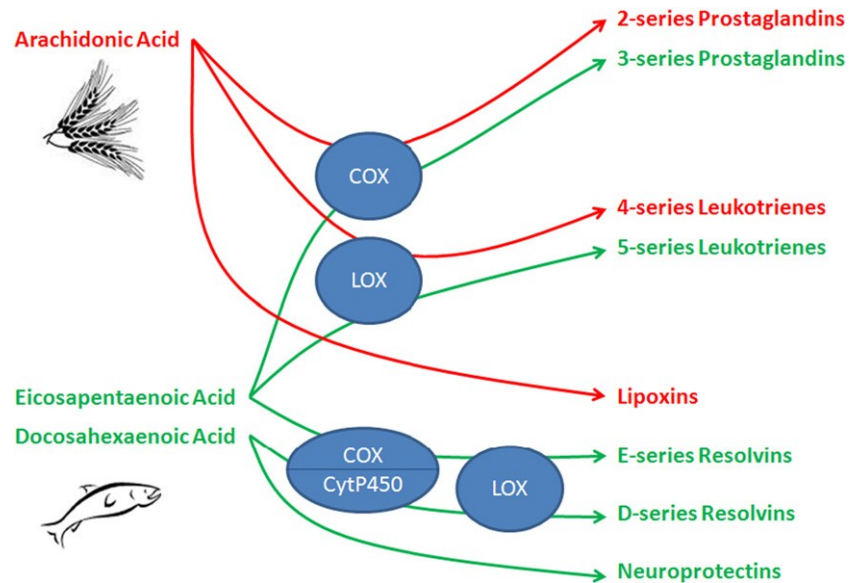 Arachidonic Acid
2-series Prostaglandins
3-series Prostaglandins
COX
4-series Leukotrienes
5-series Leukotrienes
LOX
Eicosapentaenoic Acid
Lipoxins
Docosahexaenoic Acid
COX
CytP450
LOX
E-series Resolvins
D-series Resolvins
Neuroprotectins